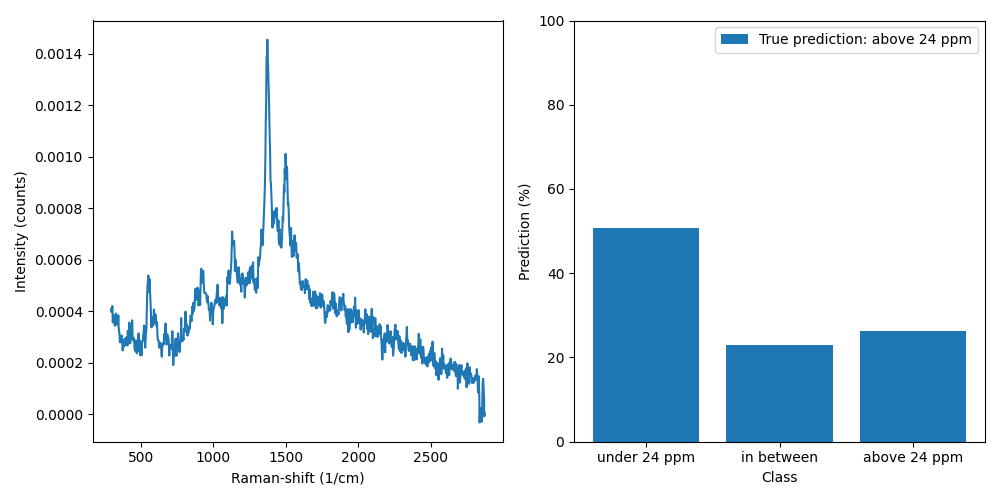 0.0014
0.0012
0.0010
0.0008
0.0006
0.0004
0.0002
0.0000
Intensity (counts)
500 1000 1500 2000 2500
Raman-shift (1/cm)
100
80
60
40
20
0
Prediction (%)
True prediction: above 24 ppm
under 24 ppm in between above 24 ppm
Class